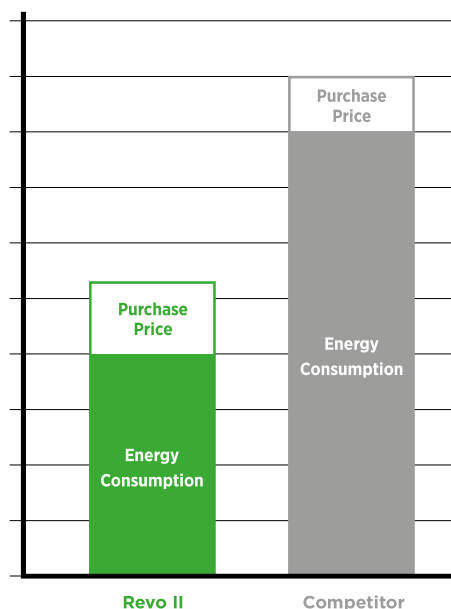 Purchase
Price
Purchase
Price
Energy
Consumption
Energy
Consumption
Revo II
Competitor